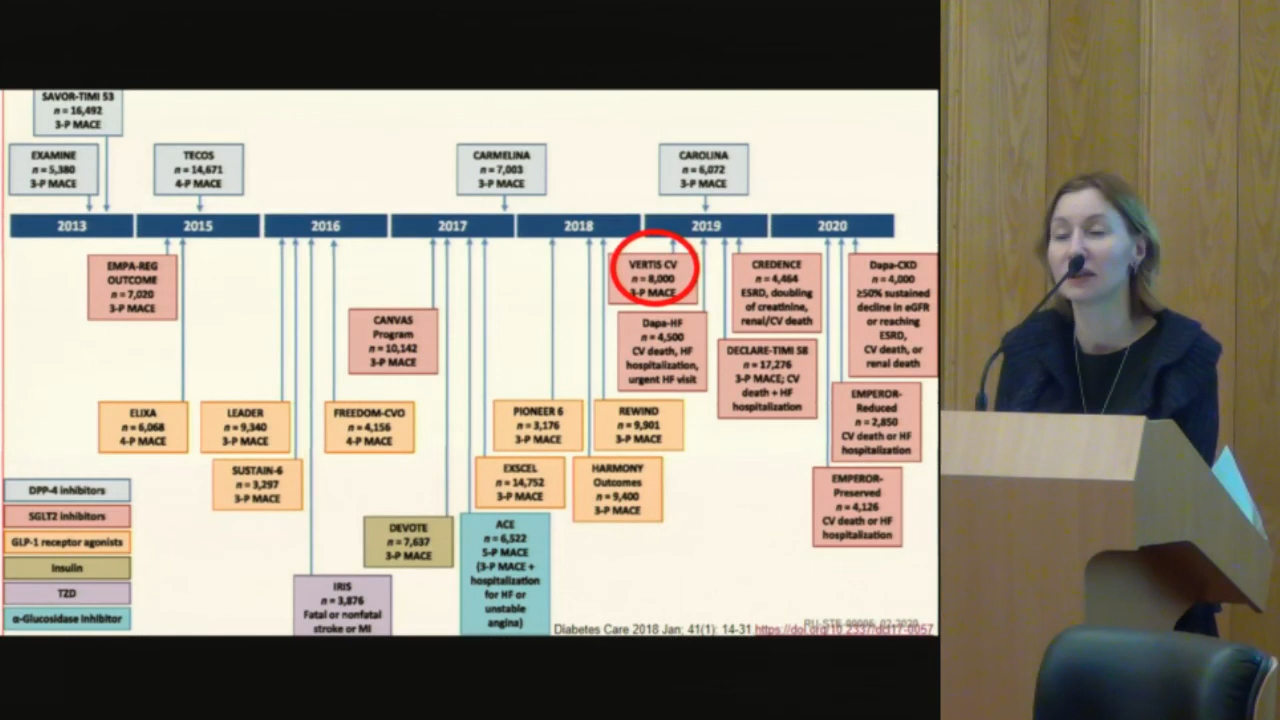 SAVOR-TIMI 53
n = 16,492
3-P MACE
EXAMINE
n = 5,380
3-P MACE
TECOS
n = 14,671
4-P MACE
CARMELINA
n = 7,003
3-P MACE
CAROLINA
n = 6,072
3-P MACE
2013
2015
2016
2017
2018
2019
2020
EMPA-REG
OUTCOME
n = 7,020
3-P MACE
CANVAS
Program
n = 10,142
3-P MACE
VERTIS CV
n = 8,000
3-P MACE
CREDENCE
n = 4,464
ESRD, doubling
of creatinine,
renal/CV death
Dapa-CKD
n = 4,000
≥50% sustained
decline in eGFR
or reaching
ESRD,
CV death, or
renal death
Dapa-HF
n = 4,500
CV death, HF
hospitalization,
urgent HF visit
DECLARE-TIMI 58
n = 17,276
3-P MACE; CV
death + HF
hospitalization
EMPEROR-
Reduced
n = 2,850
CV death or HF
hospitalization
EMPEROR-
Preserved
n = 4,126
CV death or HF
hospitalization
ELIXA
n = 6,068
4-P MACE
LEADER
n = 9,340
3-P MACE
FREEDOM-CVO
n = 4,156
4-P MACE
PIONEER 6
n = 3,176
3-P MACE
REWIND
n = 9,901
3-P MACE
SUSTAIN-6
n = 3,297
3-P MACE
EXSCEL
n = 14,752
3-P MACE
HARMONY
Outcomes
n = 9,400
3-P MACE
DEVOTE
n = 7,637
3-P MACE
ACE
n = 6,522
5-P MACE
(3-P MACE +
hospitalization
for HF or
unstable
angina)
IRIS
n = 3,876
Fatal or nonfatal
stroke or MI
DPP-4 inhibitors
SGLT2 inhibitors
GLP-1 receptor agonists
Insulin
TZD
α-Glucosidase inhibitor
Diabetes Care 2018 Jan; 41(1): 14-31 https://doi.org/10.2337/dci17-0057